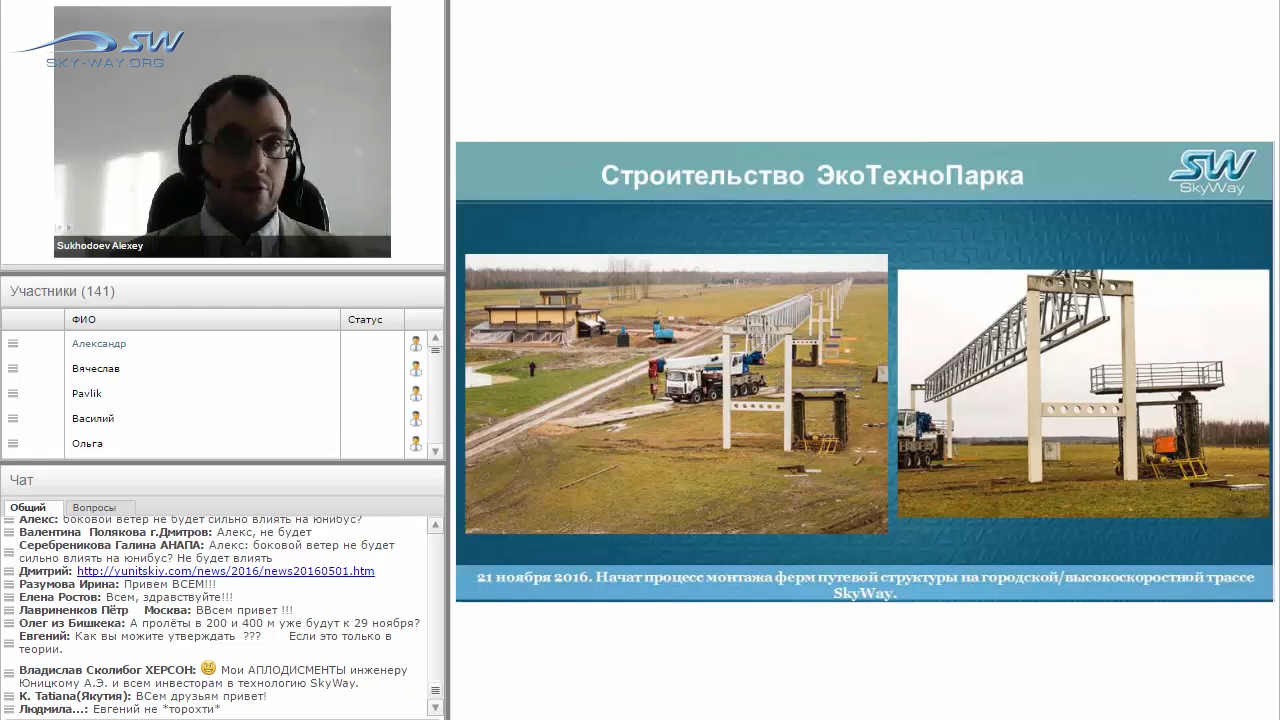 SW
SKY-WAY.ORG
Sukhodoev Alexey
Участники (141)
ФИО Статус
Александр
Вячеслав
Pavlik
Василий
Ольга
Чат
Общий Вопросы
Алекс: боковой ветер не будет сильно влиять на юнибус?
Валентина Полякова г.Дмитров: Алекс, не будет
Серебреникова Галина АНАПА: Алекс: боковой ветер не будет
сильно влиять на юнибус? Не будет влиять
Дмитрий: http://yunitskiy.com/news/2016/news20160501.htm
Разумова Ирина: Привем ВСЕМ!!!
Елена Ростов: Всем, здравствуйте!!!
Лавриненков Пётр Москва: ВВсем привет !!!
Олег из Бишкека: А пролёты в 200 и 400 м уже будут к 29 ноября?
Евгений: Как вы можите утверждать ??? Если это только в
теории.
Владислав Сколибог ХЕРСОН: Мои АПЛОДИСМЕНТЫ инженеру
Юницкому А.Э. и всем инвесторам в технологию SkyWay.
K. Tatiana(Якутия): ВСем друзьям привет!
Людмила...: Евгений не *торохти*
Строительство ЭкоТехноПарка
SW
SkyWay
21 ноября 2016. Начат процесс монтажа ферм путевой структуры на городской/высокоскоростной трассе
SkyWay.